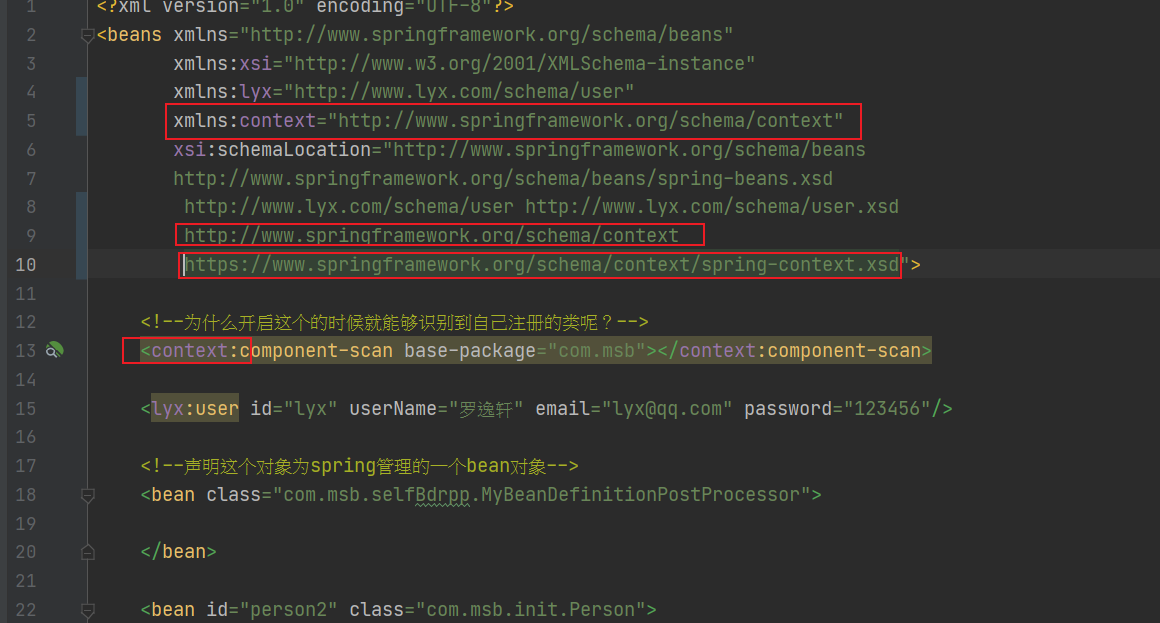 1 <?xml version="1.0" encoding="UTF-8"?>
2 <beans xmlns="http://www.springframework.org/schema/beans"
3 xmlns:xsi="http://www.w3.org/2001/XMLSchema-instance"
4 xmlns:lyx="http://www.lyx.com/schema/user"
5 xmlns:context="http://www.springframework.org/schema/context"
6 xsi:schemaLocation="http://www.springframework.org/schema/beans
7 http://www.springframework.org/schema/beans/spring-beans.xsd
8 http://www.lyx.com/schema/user http://www.lyx.com/schema/user.xsd
9 http://www.springframework.org/schema/context
10 https://www.springframework.org/schema/context/spring-context.xsd">
11
12 <!--为什么开启这个的时候就能够识别到自己注册的类呢？-->
13 <context:component-scan base-package="com.msb"></context:component-scan>
14
15 <lyx:user id="lyx" userName="罗逸轩" email="lyx@qq.com" password="123456"/>
16
17 <!--声明这个对象为spring管理的一个bean对象-->
18 <bean class="com.msb.selfBdrpp.MyBeanDefinitionPostProcessor">
19
20 </bean>
21
22 <bean id="person2" class="com.msb.init.Person">